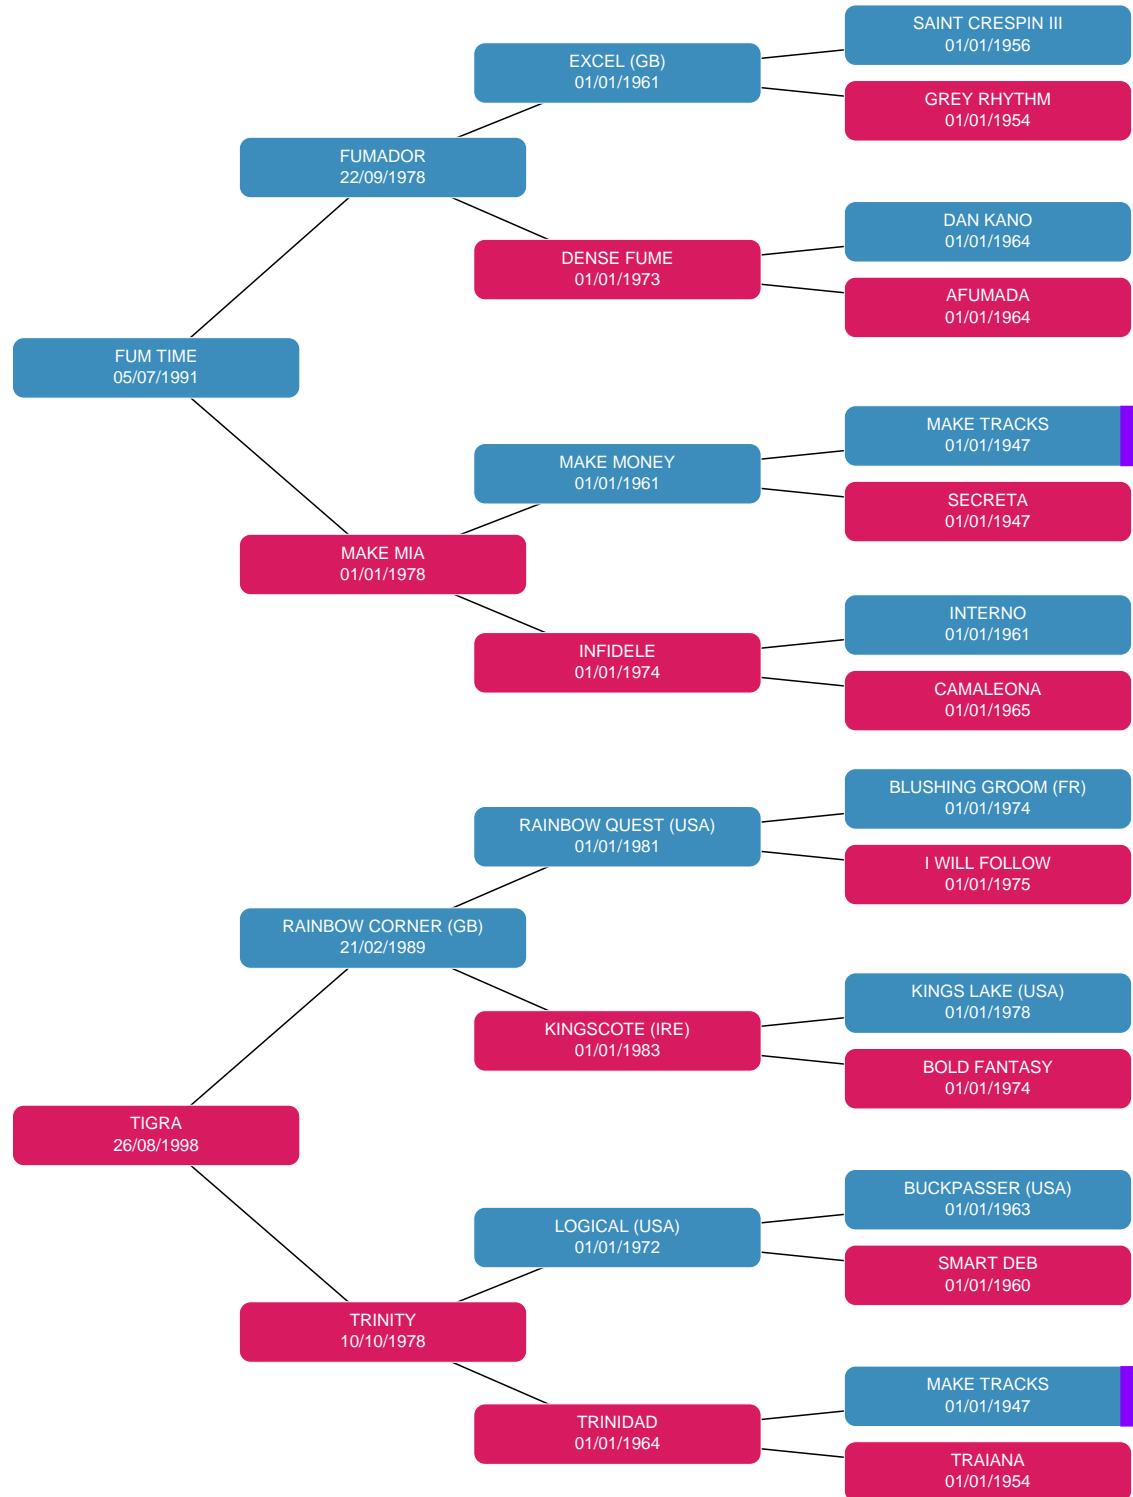 SAINT CRESPIN III
01/01/1956
EXCEL (GB)
01/01/1961
GREY RHYTHM
01/01/1954
FUMADOR
22/09/1978
DAN KANO
01/01/1964
DENSE FUME
01/01/1973
AFUMADA
01/01/1964
FUM TIME
05/07/1991
MAKE TRACKS
01/01/1947
MAKE MONEY
01/01/1961
SECRETA
01/01/1947
MAKE MIA
01/01/1978
INTERNO
01/01/1961
INFIDELE
01/01/1974
CAMALEONA
01/01/1965
BLUSHING GROOM (FR)
01/01/1974
RAINBOW QUEST (USA)
01/01/1981
I WILL FOLLOW
01/01/1975
RAINBOW CORNER (GB)
21/02/1989
KINGS LAKE (USA)
01/01/1978
KINGSCOTE (IRE)
01/01/1983
BOLD FANTASY
01/01/1974
TIGRA
26/08/1998
BUCKPASSER (USA)
01/01/1963
LOGICAL (USA)
01/01/1972
SMART DEB
01/01/1960
TRINITY
10/10/1978
MAKE TRACKS
01/01/1947
TRINIDAD
01/01/1964
TRAIANA
01/01/1954